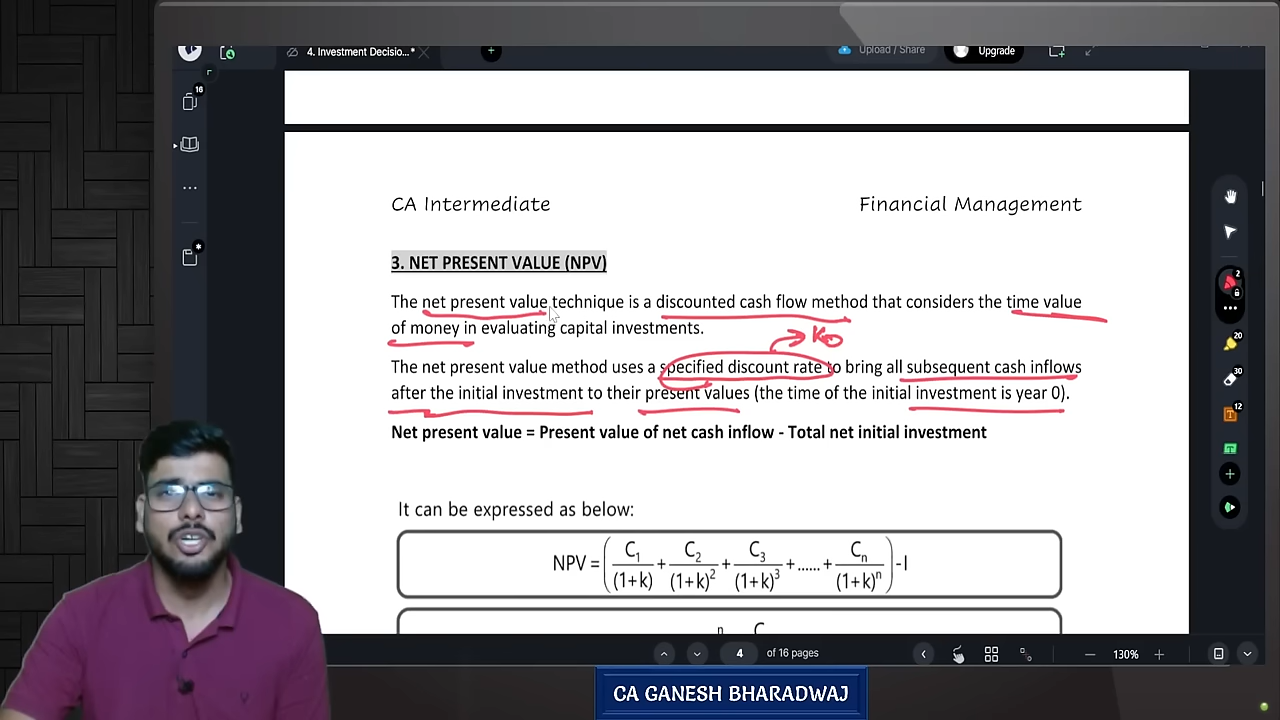 16
4. Investment Decisio...*
+
Upload / Share
Upgrade
CA Intermediate
Financial Management
3. NET PRESENT VALUE (NPV)
The net present value technique is a discounted cash flow method that considers the time value
of money in evaluating capital investments.
Ko
The net present value method uses a specified discount rate to bring all subsequent cash inflows
after the initial investment to their present values (the time of the initial investment is year 0).
Net present value = Present value of net cash inflow - Total net initial investment
It can be expressed as below:
NPV = ( C₁/(1+k) + C₂/(1+k)² + C₃/(1+k)³ + ...... + Cₙ/(1+k)ⁿ ) - I
n C
2
20
30
12
4 of 16 pages
130%
CA GANESH BHARADWAJ